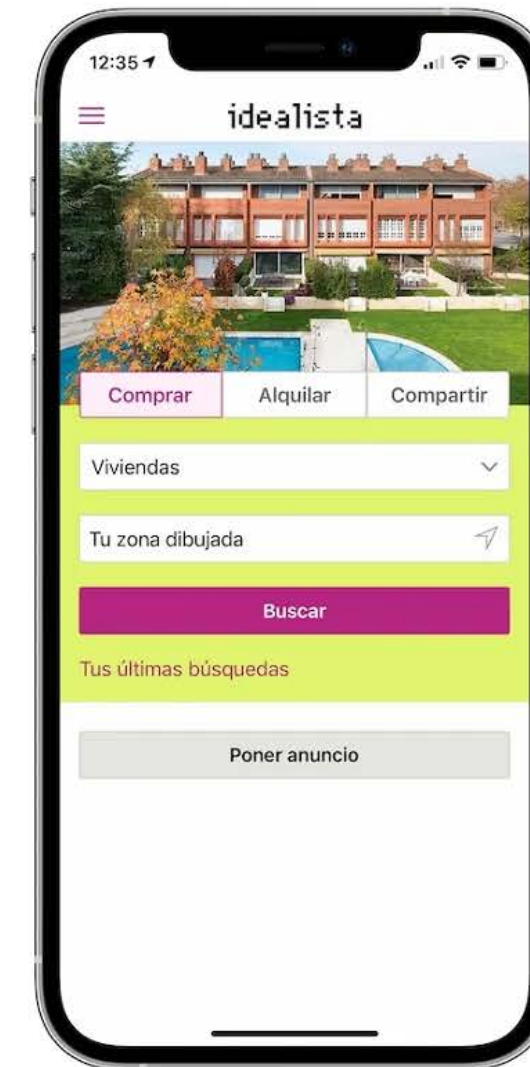 12:35
idealista
Comprar Alquilar Compartir
Viviendas
Tu zona dibujada
Buscar
Tus últimas búsquedas
Poner anuncio